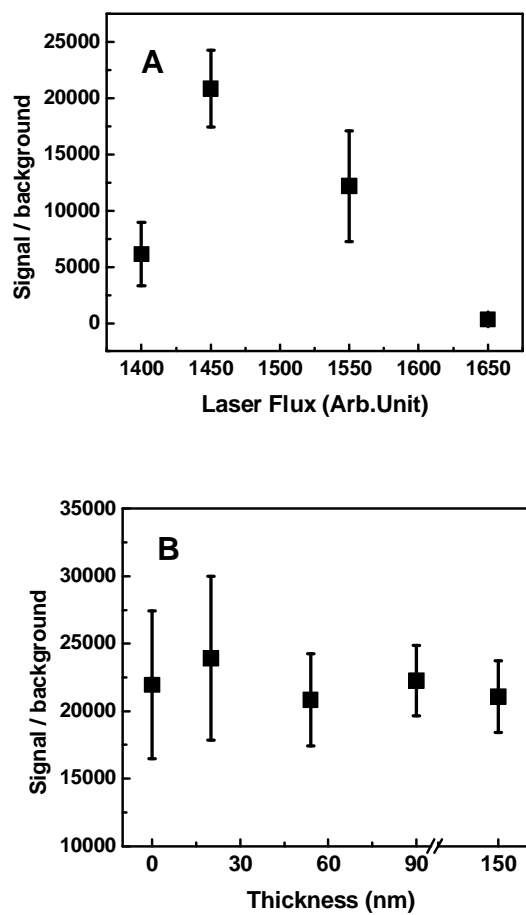 A
25000
20000
15000
10000
5000
0
Signal / background
1400 1450 1500 1550 1600 1650
Laser Flux (Arb.Unit)
B
35000
30000
25000
20000
15000
10000
Signal / background
0 30 60 90 150
Thickness (nm)